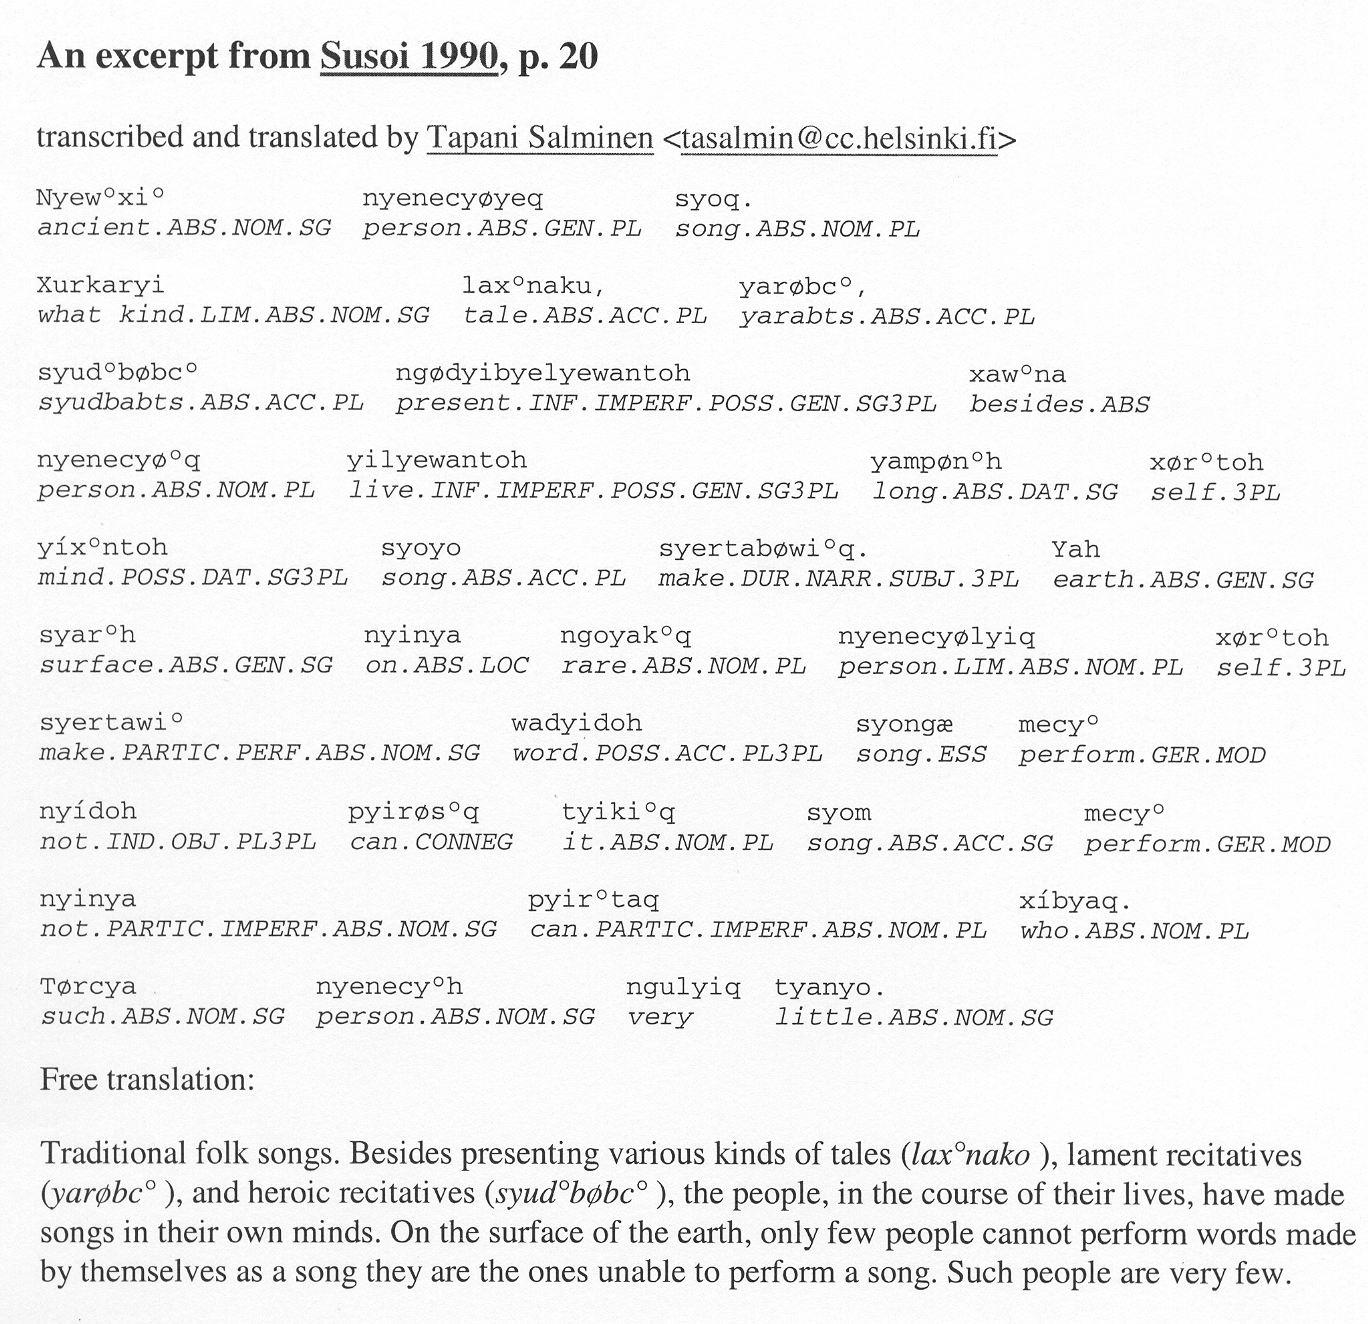 An excerpt from Susoi 1990, p. 20
transcribed and translated by Tapani Salminen <tasalmin@cc.helsinki.fi>
Nyew°xi° nyenecyøyeq syoq.
ancient.ABS.NOM.SG person.ABS.GEN.PL song.ABS.NOM.PL
Xurkaryi lax°naku, yarøbc°,
what kind.LIM.ABS.NOM.SG tale.ABS.ACC.PL yarabts.ABS.ACC.PL
syud°bøbc° ngødyibyelyewantoh xaw°na
syudbabts.ABS.ACC.PL present.INF.IMPERF.POSS.GEN.SG3PL besides.ABS
nyenecyø°q yilyewantoh yampøn°h xør°toh
person.ABS.NOM.PL live.INF.IMPERF.POSS.GEN.SG3PL long.ABS.DAT.SG self.3PL
yíx°ntoh syoyo syertabøwi°q. Yah
mind.POSS.DAT.SG3PL song.ABS.ACC.PL make.DUR.NARR.SUBJ.3PL earth.ABS.GEN.SG
syar°h nyinya ngoyak°q nyenecyølyiq xør°toh
surface.ABS.GEN.SG on.ABS.LOC rare.ABS.NOM.PL person.LIM.ABS.NOM.PL self.3PL
syertawi° wadyidoh syongæ mecy°
make.PARTIC.PERF.ABS.NOM.SG word.POSS.ACC.PL3PL song.ESS perform.GER.MOD
nyídoh pyirøs°q tyiki°q syom mecy°
not.IND.OBJ.PL3PL can.CONNEG it.ABS.NOM.PL song.ABS.ACC.SG perform.GER.MOD
nyinya pyir°taq xíbyaq.
not.PARTIC.IMPERF.ABS.NOM.SG can.PARTIC.IMPERF.ABS.NOM.PL who.ABS.NOM.PL
Tørcya nyenecy°h ngulyiq tyanyo.
such.ABS.NOM.SG person.ABS.NOM.SG very little.ABS.NOM.SG
Free translation:
Traditional folk songs. Besides presenting various kinds of tales (lax°nako ), lament recitatives
(yarøbc° ), and heroic recitatives (syud°bøbc° ), the people, in the course of their lives, have made
songs in their own minds. On the surface of the earth, only few people cannot perform words made
by themselves as a song they are the ones unable to perform a song. Such people are very few.